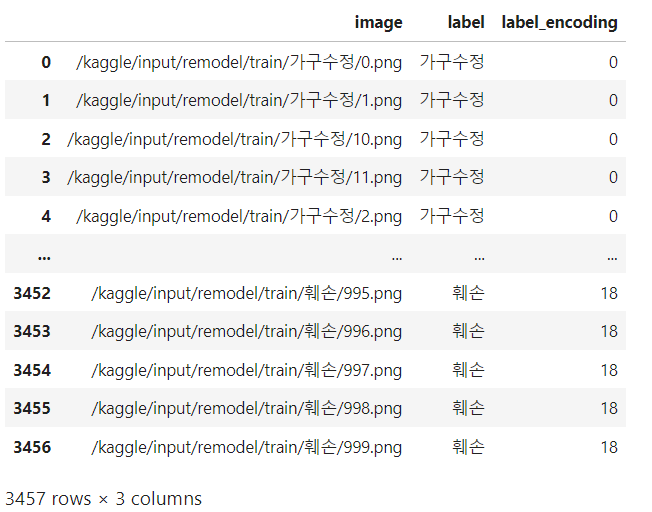 image label label_encoding
0 /kaggle/input/remodel/train/가구수정/0.png 가구수정 0
1 /kaggle/input/remodel/train/가구수정/1.png 가구수정 0
2 /kaggle/input/remodel/train/가구수정/10.png 가구수정 0
3 /kaggle/input/remodel/train/가구수정/11.png 가구수정 0
4 /kaggle/input/remodel/train/가구수정/2.png 가구수정 0
... ... ... ...
3452 /kaggle/input/remodel/train/훼손/995.png 훼손 18
3453 /kaggle/input/remodel/train/훼손/996.png 훼손 18
3454 /kaggle/input/remodel/train/훼손/997.png 훼손 18
3455 /kaggle/input/remodel/train/훼손/998.png 훼손 18
3456 /kaggle/input/remodel/train/훼손/999.png 훼손 18
3457 rows × 3 columns